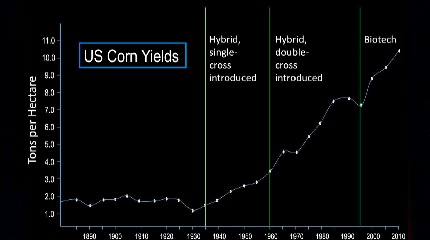 US Corn Yields
Hybrid,
single-
cross
introduced
Hybrid,
double-
cross
introduced
Biotech
Tons per Hectare
11.0
10.0
9.0
8.0
7.0
6.0
5.0
4.0
3.0
2.0
1.0
1890 1900 1910 1920 1930 1940 1950 1960 1970 1980 1990 2000 2010